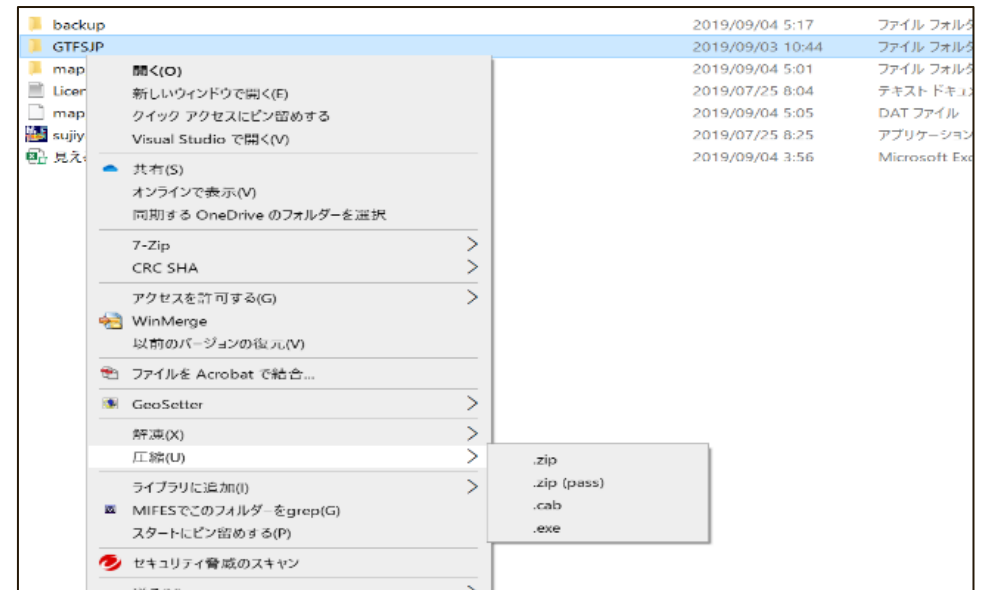 backup 2019/09/04 5:17 ファイル フォルダ
GTFSJP 2019/09/03 10:44 ファイル フォルダ
map 2019/09/04 5:01 ファイル フォルダ
Licen 2019/07/25 8:04 テキスト ドキュ
map 2019/09/04 5:05 DAT ファイル
sujiy 2019/07/25 8:25 アプリケーション
見え 2019/09/04 3:56 Microsoft Exc
開く(O)
新しいウィンドウで開く(E)
クイック アクセスにピン留めする
Visual Studio で開く(V)
共有(S)
オンラインで表示(V)
同期する OneDrive のフォルダーを選択
7-Zip
CRC SHA
アクセスを許可する(G)
WinMerge
以前のバージョンの復元(V)
ファイルを Acrobat で結合...
GeoSetter
解凍(X)
圧縮(U)
.zip
.zip (pass)
.cab
.exe
ライブラリに追加(I)
MIFESでこのフォルダーをgrep(G)
スタートにピン留めする(P)
セキュリティ脅威のスキャン